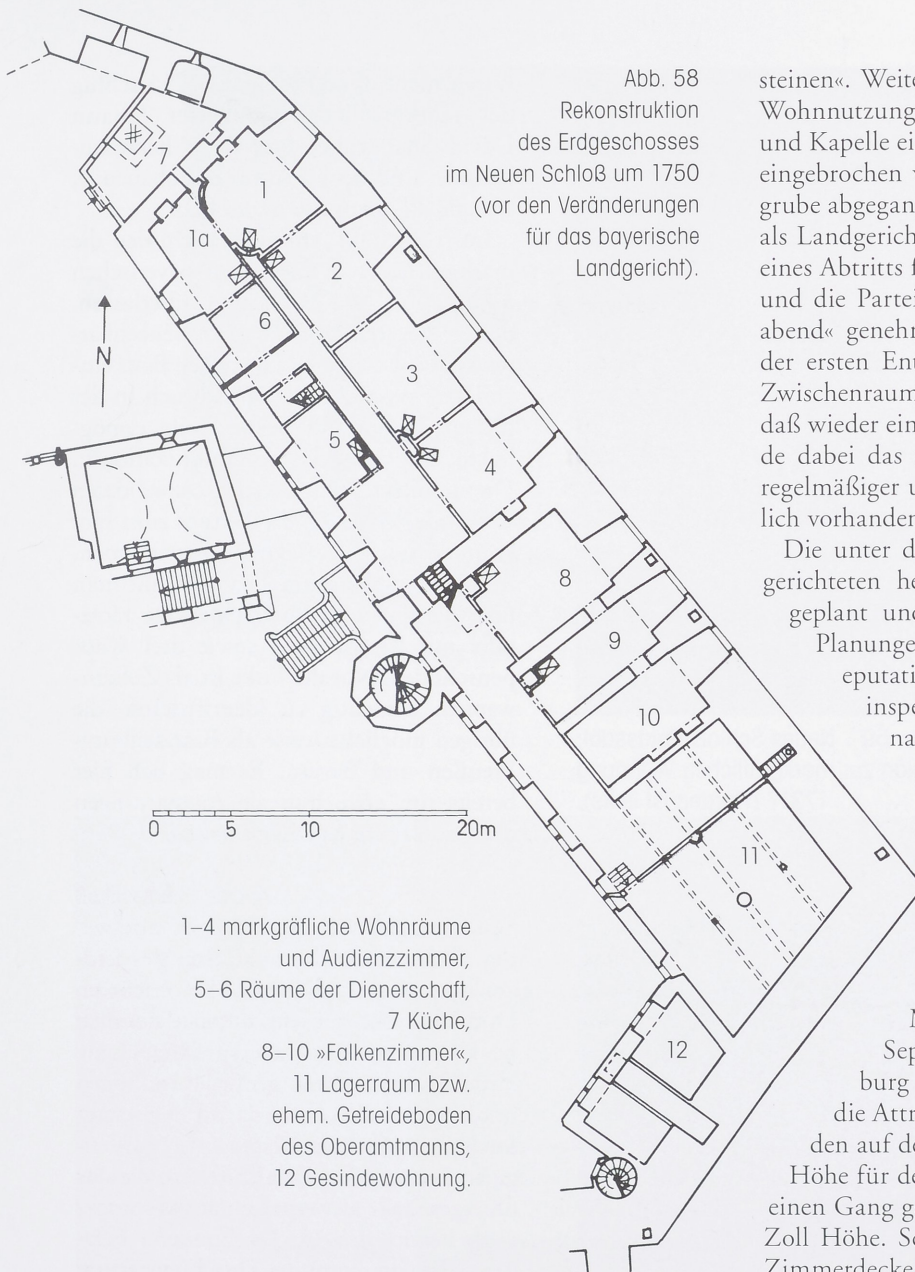 Abb. 58
Rekonstruktion
des Erdgeschosses
im Neuen Schloß um 1750
(vor den Veränderungen
für das bayerische
Landgericht).
7
1
1a
2
6
3
5
4
N
8
9
10
11
12
0 5 10 20m
1–4 markgräfliche Wohnräume
und Audienzzimmer,
5–6 Räume der Dienerschaft,
7 Küche,
8–10 »Falkenzimmer«,
11 Lagerraum bzw.
ehem. Getreideboden
des Oberamtmanns,
12 Gesindewohnung.
steinen«. Weite
Wohnnutzung
und Kapelle ei
eingebrochen
grube abgegan
als Landgerich
eines Abtritts f
und die Partei
abend« genehr
der ersten Ent
Zwischenraum
daß wieder ein
de dabei das
regelmäßiger u
lich vorhander
Die unter d
gerichteten he
geplant und
Planunge
eputati
inspe
na
Sep
burg
die Attr
den auf de
Höhe für de
einen Gang g
Zoll Höhe. Se
Zimmerdecke